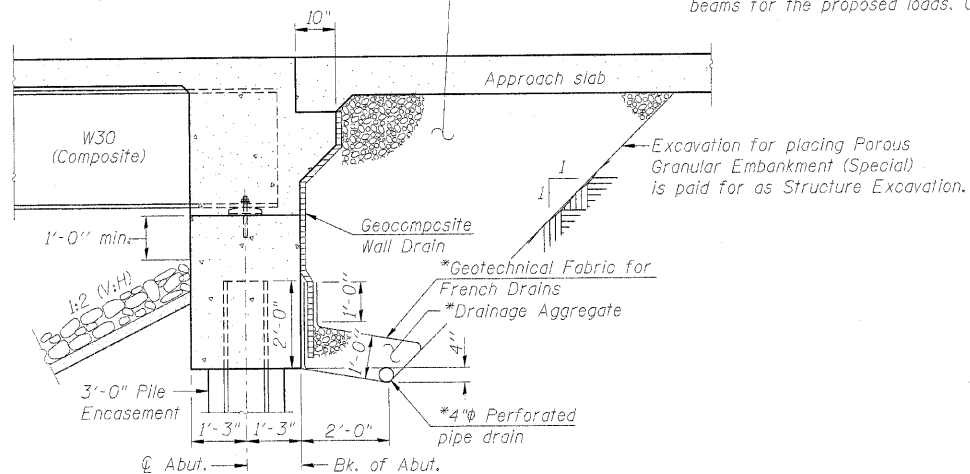 beams for the proposed loads.
10"
Approach slab
W30
(Composite)
Excavation for placing Porous
Granular Embankment (Special)
is paid for as Structure Excavation.
1
1
Geocomposite
Wall Drain
1'-0" min.
1:2 (V:H)
*Geotechnical Fabric for
French Drains
*Drainage Aggregate
1'-0"
2'-0"
1'-0"
4"
3'-0" Pile
Encasement
*4"ϕ Perforated
pipe drain
1'-3"
1'-3"
2'-0"
℄ Abut.
Bk. of Abut.